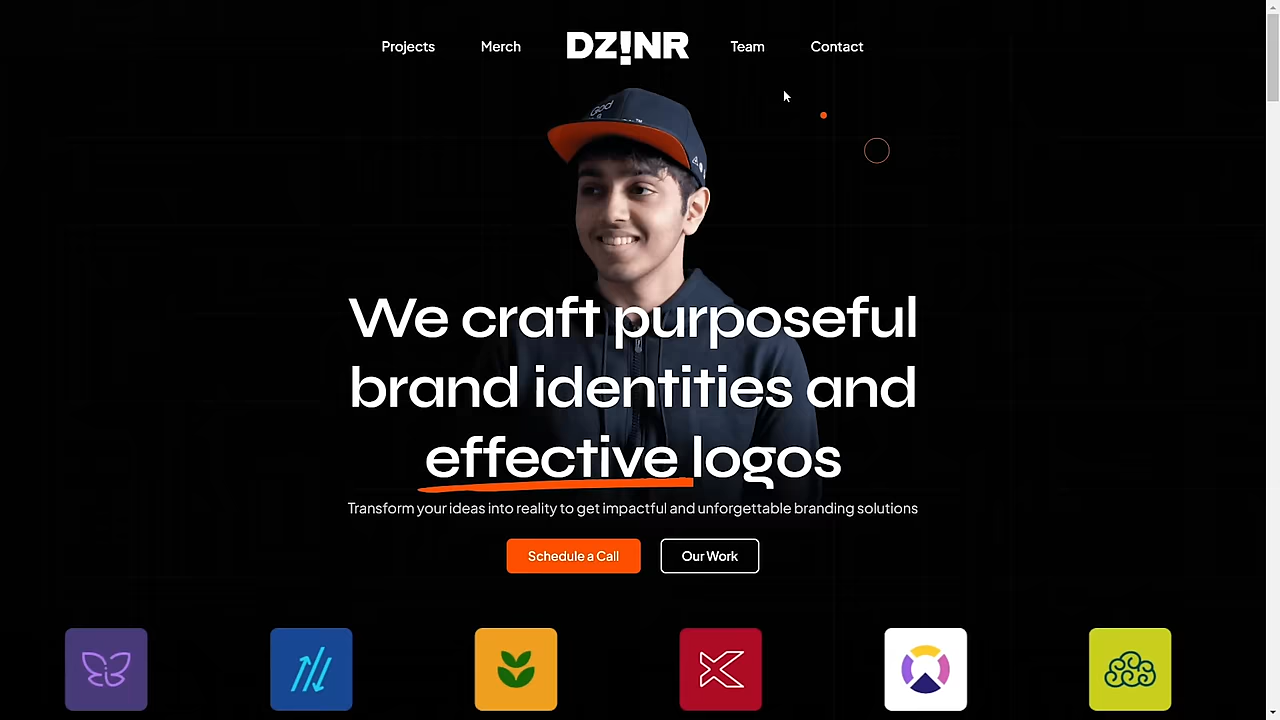 Projects
Merch
DZ!NR
Team
Contact
God
We craft purposeful
brand identities and
effective logos
Transform your ideas into reality to get impactful and unforgettable branding solutions
Schedule a Call
Our Work